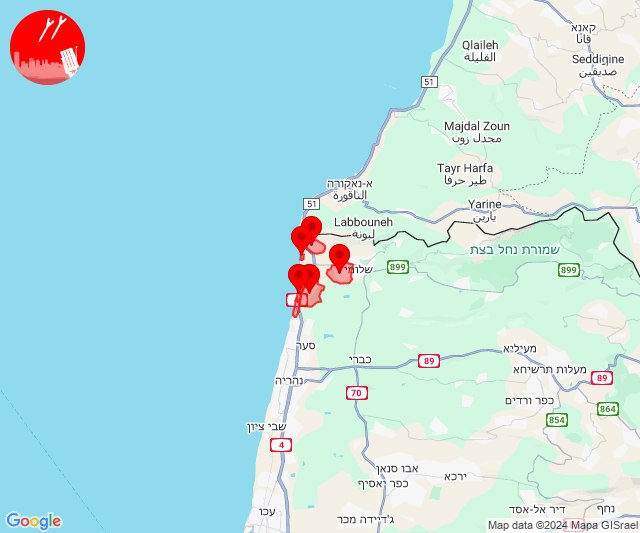 קאנא
قانا
Qlaileh
القليلة
Seddigine
صديقين
51
Majdal Zoun
مجدل زون
Tayr Harfa
طير حرفا
א-נאקורה
الناقورة
Yarine
يارين
51
Labbouneh
لبونة
שמורת נחל בצת
שלומי
899
899
סער
מעיליא
כברי
89
מעלות תרשיחא
89
נהריה
70
כפר ורדים
864
854
שבי ציון
4
אבו סנאן
ירכא
כפר יאסיף
נחף
דיר אל-אסד
עכו
ג'דיידה מכר
Google
Map data ©2024 Mapa GISrael